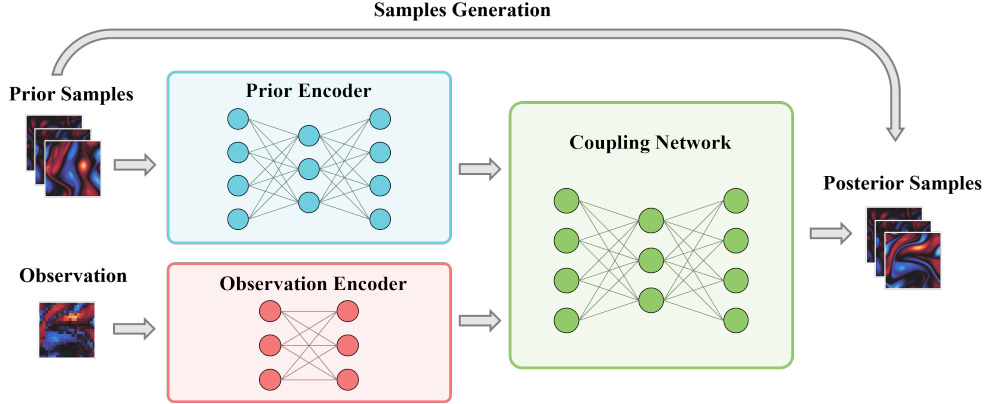 Samples Generation
Prior Samples
Prior Encoder
Coupling Network
Posterior Samples
Observation
Observation Encoder